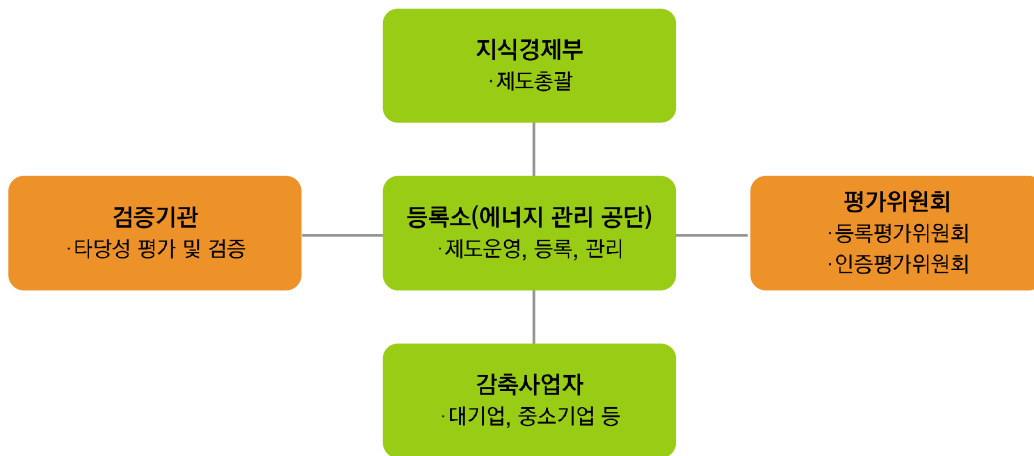 지식경제부
·제도총괄
검증기관
·타당성 평가 및 검증
등록소(에너지 관리 공단)
·제도운영, 등록, 관리
평가위원회
·등록평가위원회
·인증평가위원회
감축사업자
·대기업, 중소기업 등